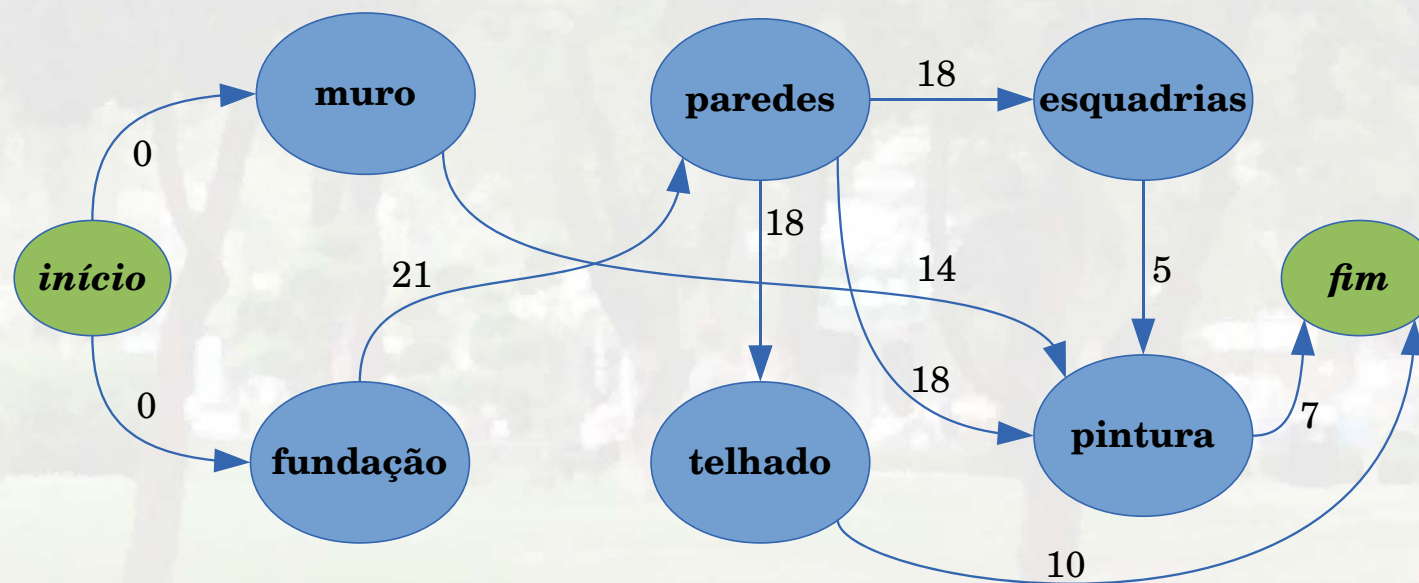 muro
paredes
18
esquadrias
0
18
início
21
14
5
fim
0
18
7
fundação
telhado
pintura
10